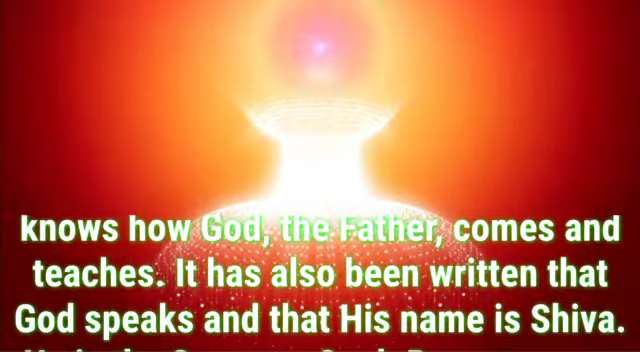 knows how God, the Father, comes and
teaches. It has also been written that
God speaks and that His name is Shiva.